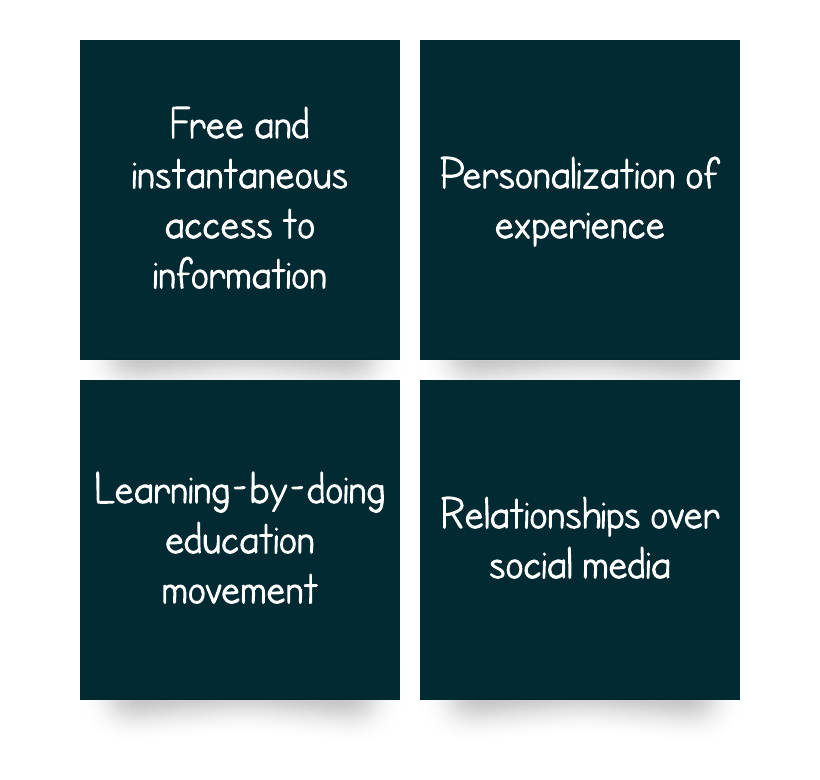 Free and
instantaneous
access to
information
Personalization of
experience
Learning-by-doing
education
movement
Relationships over
social media